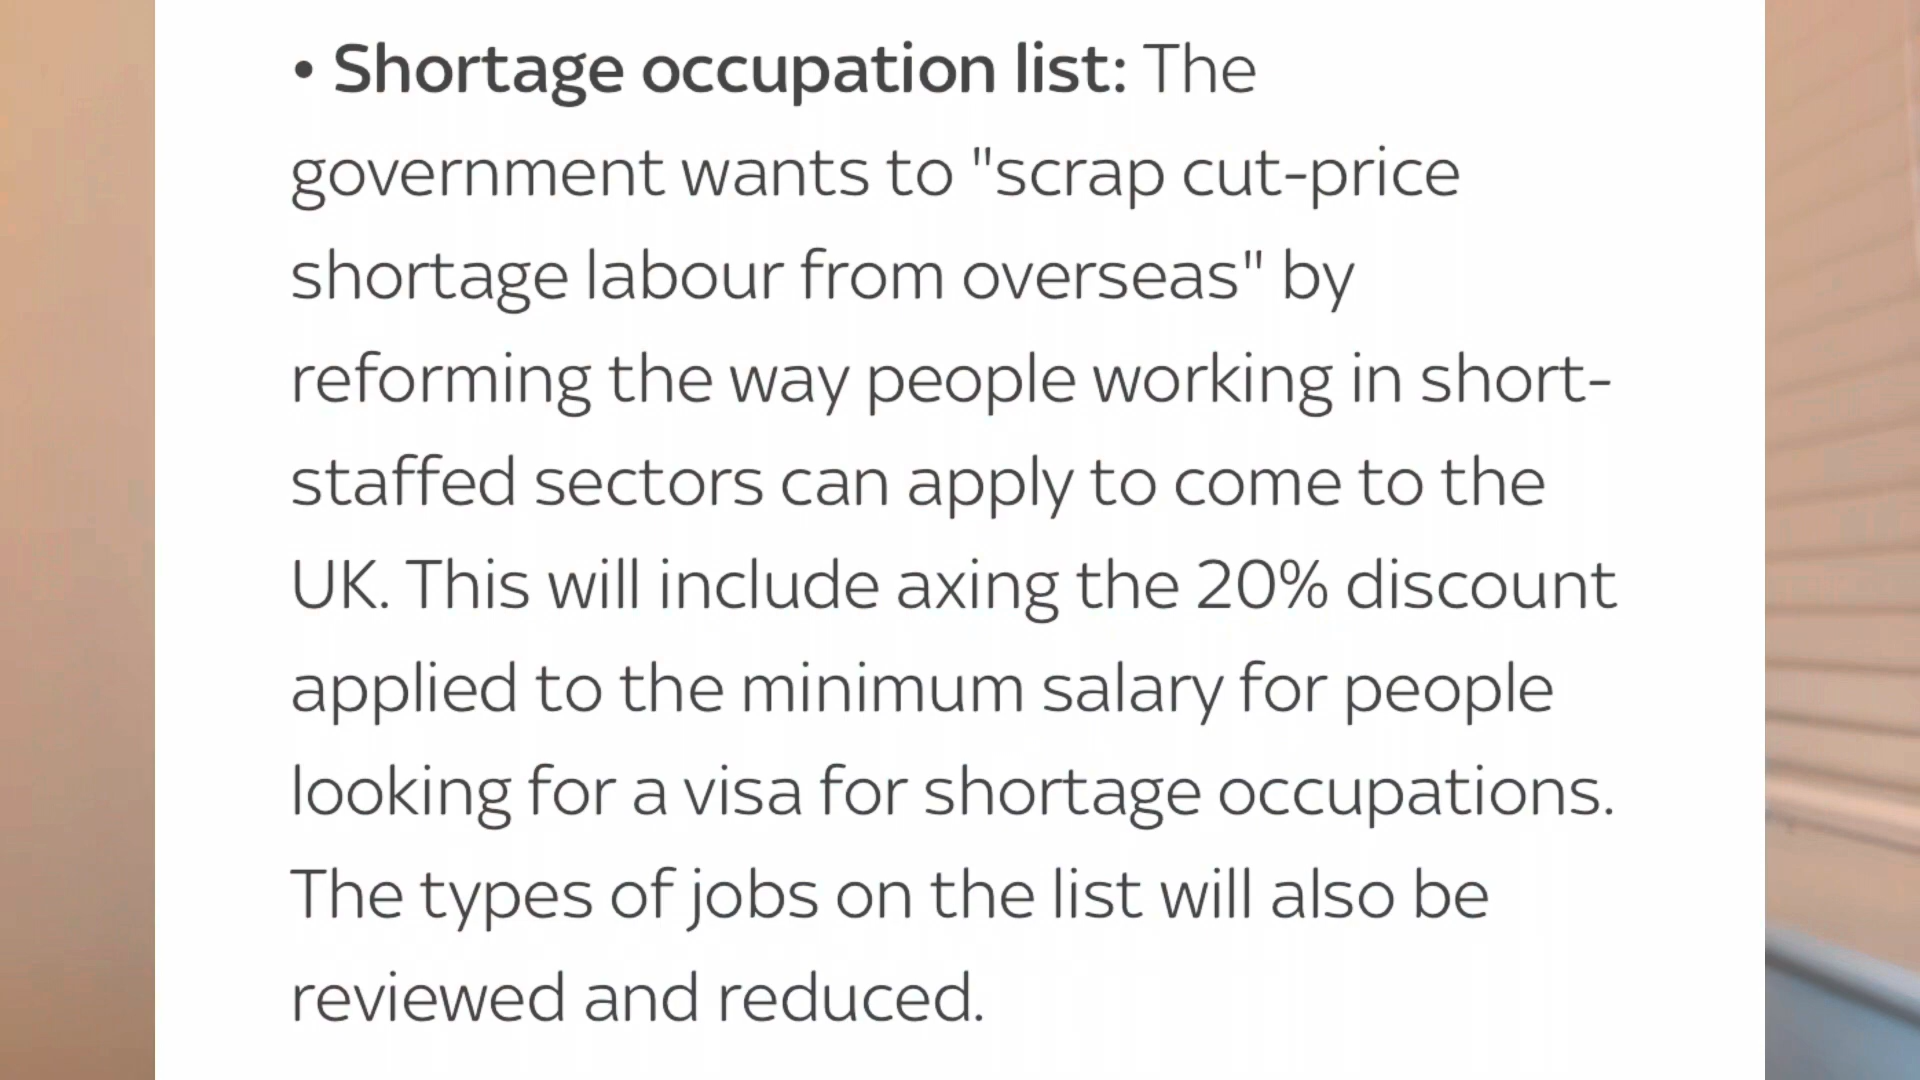 • Shortage occupation list: The
government wants to "scrap cut-price
shortage labour from overseas" by
reforming the way people working in short-
staffed sectors can apply to come to the
UK. This will include axing the 20% discount
applied to the minimum salary for people
looking for a visa for shortage occupations.
The types of jobs on the list will also be
reviewed and reduced.